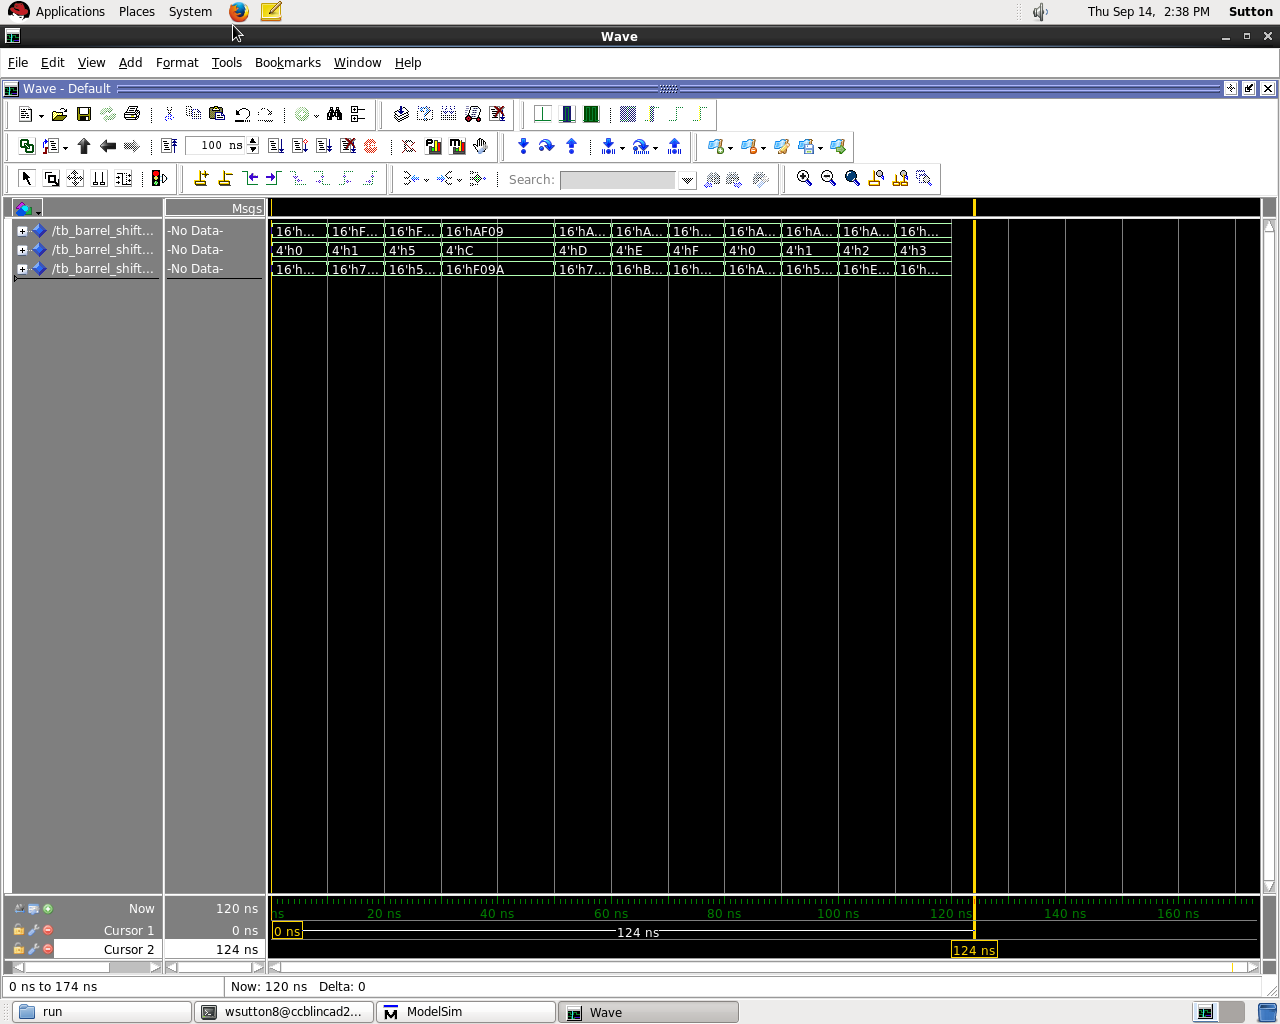 Applications Places System Thu Sep 14, 2:38 PM Sutton
Wave
File Edit View Add Format Tools Bookmarks Window Help
Wave - Default
100 ns
Search:
Msgs
/tb_barrel_shift... -No Data- 16'h... 16'hF... 16'hF... 16'hAF09 16'hA... 16'hA... 16'h... 16'hA... 16'hA... 16'hA... 16'h...
/tb_barrel_shift... -No Data- 4'h0 4'h1 4'h5 4'hC 4'hD 4'hE 4'hF 4'h0 4'h1 4'h2 4'h3
/tb_barrel_shift... -No Data- 16'h... 16'h7... 16'h5... 16'hF09A 16'h7... 16'hB... 16'h... 16'hA... 16'h5... 16'hE... 16'h...
Now 120 ns ns 20 ns 40 ns 60 ns 80 ns 100 ns 120 ns 140 ns 160 ns
Cursor 1 0 ns 0 ns 124 ns
Cursor 2 124 ns 124 ns
0 ns to 174 ns Now: 120 ns Delta: 0
run wsutton8@ccblincad2... ModelSim Wave